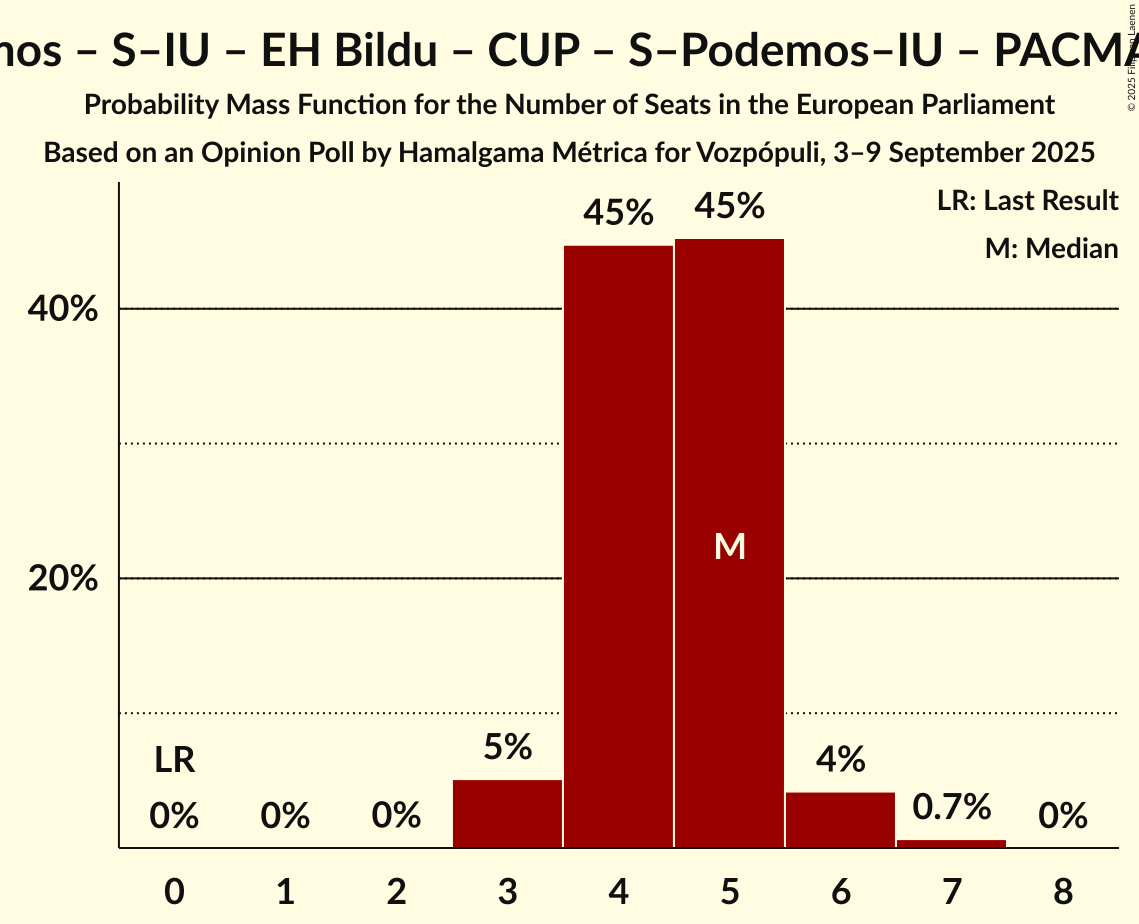 nos – S–IU – EH Bildu – CUP – S–Podemos–IU – PACMA
© 2025 Filip van Laenen
Probability Mass Function for the Number of Seats in the European Parliament
Based on an Opinion Poll by Hamalgama Métrica for Vozpópuli, 3–9 September 2025
LR: Last Result
M: Median
45%
45%
40%
M
20%
LR
5%
4%
0%
0%
0%
0.7%
0%
0
1
2
3
4
5
6
7
8